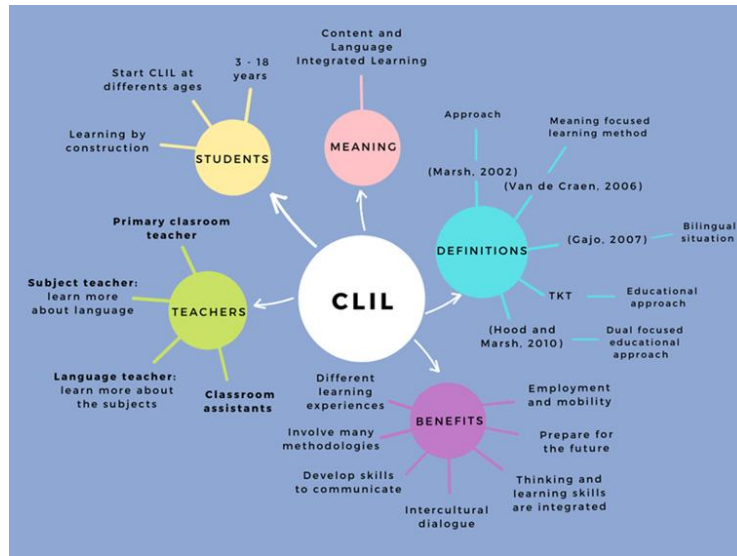 Content and
Language
Integrated Learning
MEANING
3 - 18
years
Start CLIL at
differents ages
Learning by
construction
STUDENTS
Approach
(Marsh, 2002)
Meaning focused
learning method
(Van de Craen, 2006)
(Gajo, 2007)
Bilingual
situation
DEFINITIONS
TKT
Educational
approach
(Hood and
Marsh, 2010)
Dual focused
educational
approach
CLIL
Primary clasroom
teacher
Subject teacher:
learn more
about language
TEACHERS
Language teacher:
learn more about
the subjects
Classroom
assistants
Different
learning
experiences
Involve many
methodologies
Develop skills
to communicate
Intercultural
dialogue
BENEFITS
Employment
and mobility
Prepare for
the future
Thinking and
learning skills
are integrated